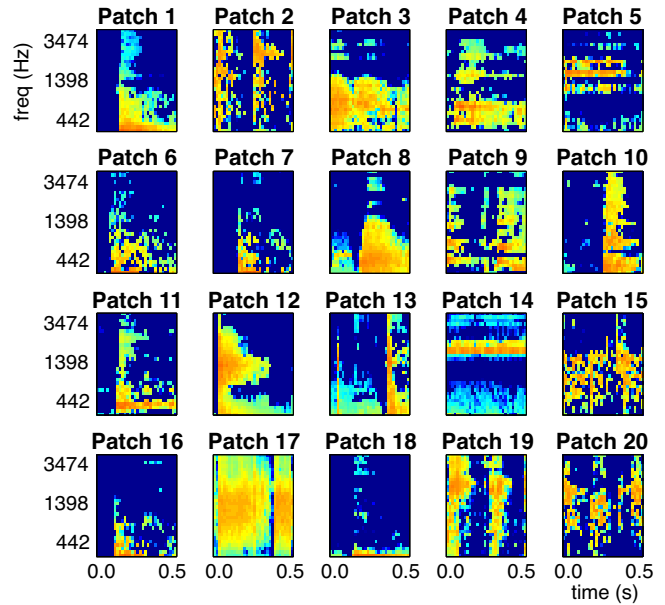 Patch 1 Patch 2 Patch 3 Patch 4 Patch 5
freq (Hz)
3474
1398
442
Patch 6 Patch 7 Patch 8 Patch 9 Patch 10
3474
1398
442
Patch 11 Patch 12 Patch 13 Patch 14 Patch 15
3474
1398
442
Patch 16 Patch 17 Patch 18 Patch 19 Patch 20
3474
1398
442
0.0 0.5 0.0 0.5 0.0 0.5 0.0 0.5 0.0 0.5
time (s)